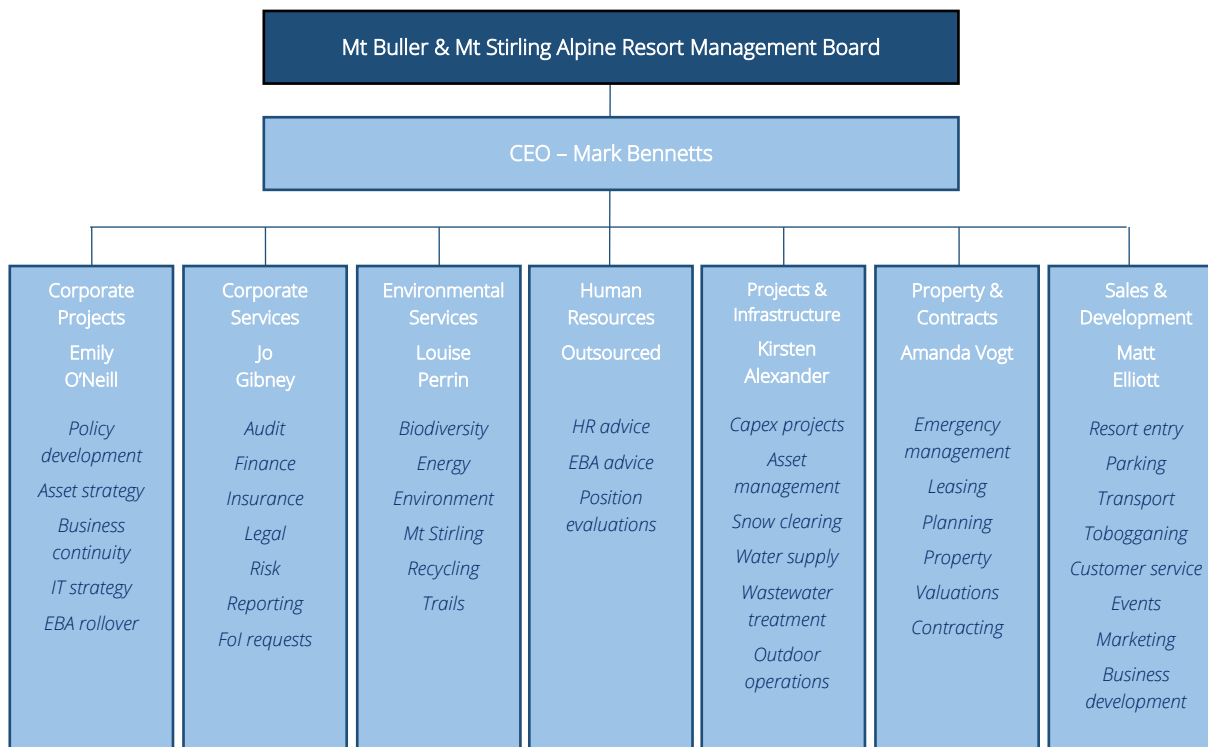 Mt Buller & Mt Stirling Alpine Resort Management Board
CEO – Mark Bennetts
Corporate
Projects
Emily
O’Neill
Policy
development
Asset strategy
Business
continuity
IT strategy
EBA rollover
Corporate
Services
Jo
Gibney
Audit
Finance
Insurance
Legal
Risk
Reporting
FoI requests
Environmental
Services
Louise
Perrin
Biodiversity
Energy
Environment
Mt Stirling
Recycling
Trails
Human
Resources
Outsourced
HR advice
EBA advice
Position
evaluations
Projects &
Infrastructure
Kirsten
Alexander
Capex projects
Asset
management
Snow clearing
Water supply
Wastewater
treatment
Outdoor
operations
Property &
Contracts
Amanda Vogt
Emergency
management
Leasing
Planning
Property
Valuations
Contracting
Sales &
Development
Matt
Elliott
Resort entry
Parking
Transport
Tobogganing
Customer service
Events
Marketing
Business
development